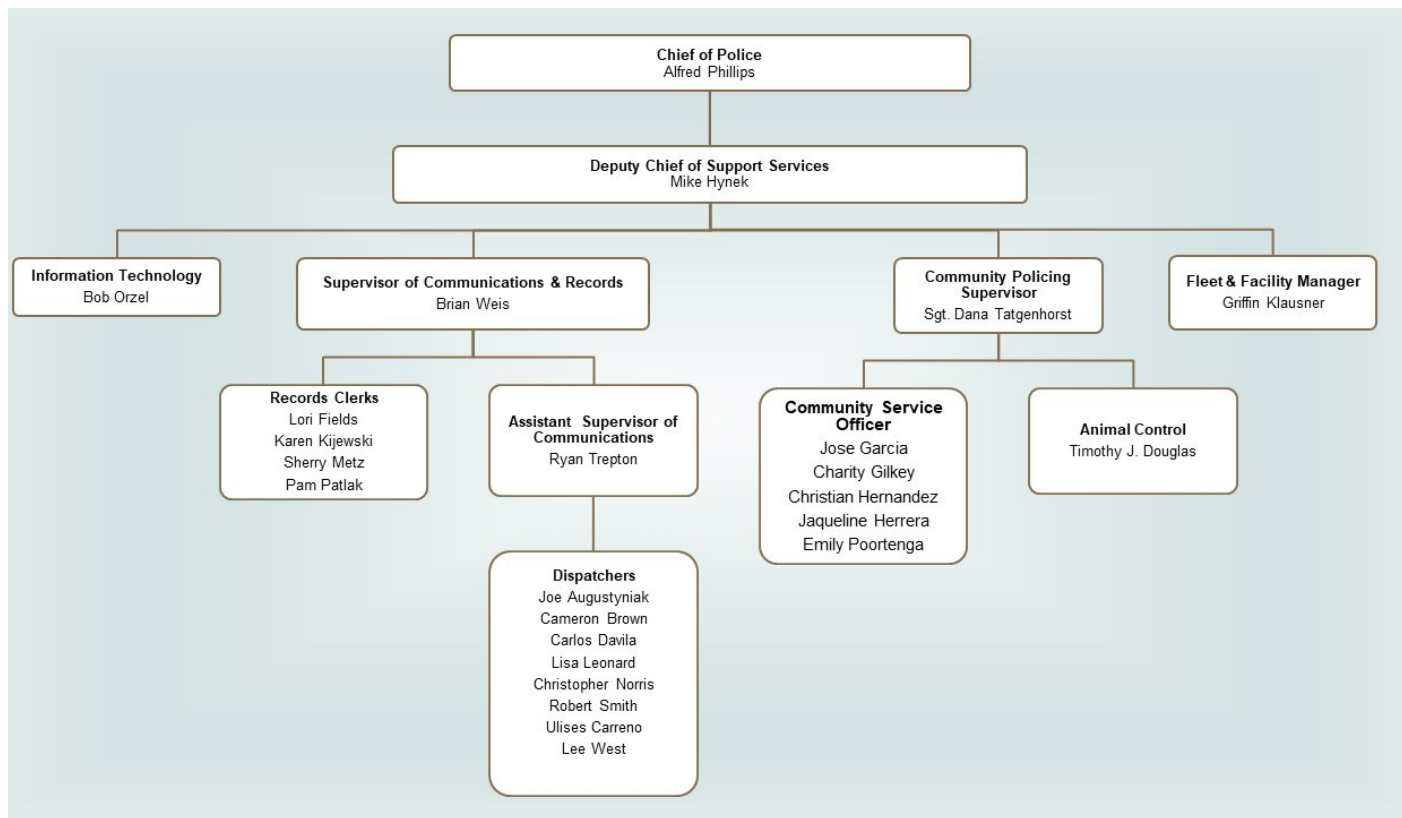 Chief of Police
Alfred Phillips
Deputy Chief of Support Services
Mike Hynek
Information Technology
Bob Orzel
Supervisor of Communications & Records
Brian Weis
Community Policing
Supervisor
Sgt. Dana Tatgenhorst
Fleet & Facility Manager
Griffin Klausner
Records Clerks
Lori Fields
Karen Kijewski
Sherry Metz
Pam Patlak
Assistant Supervisor of
Communications
Ryan Trepton
Community Service
Officer
Jose Garcia
Charity Gilkey
Christian Hernandez
Jaqueline Herrera
Emily Poortenga
Animal Control
Timothy J. Douglas
Dispatchers
Joe Augustyniak
Cameron Brown
Carlos Davila
Lisa Leonard
Christopher Norris
Robert Smith
Ulises Carreno
Lee West